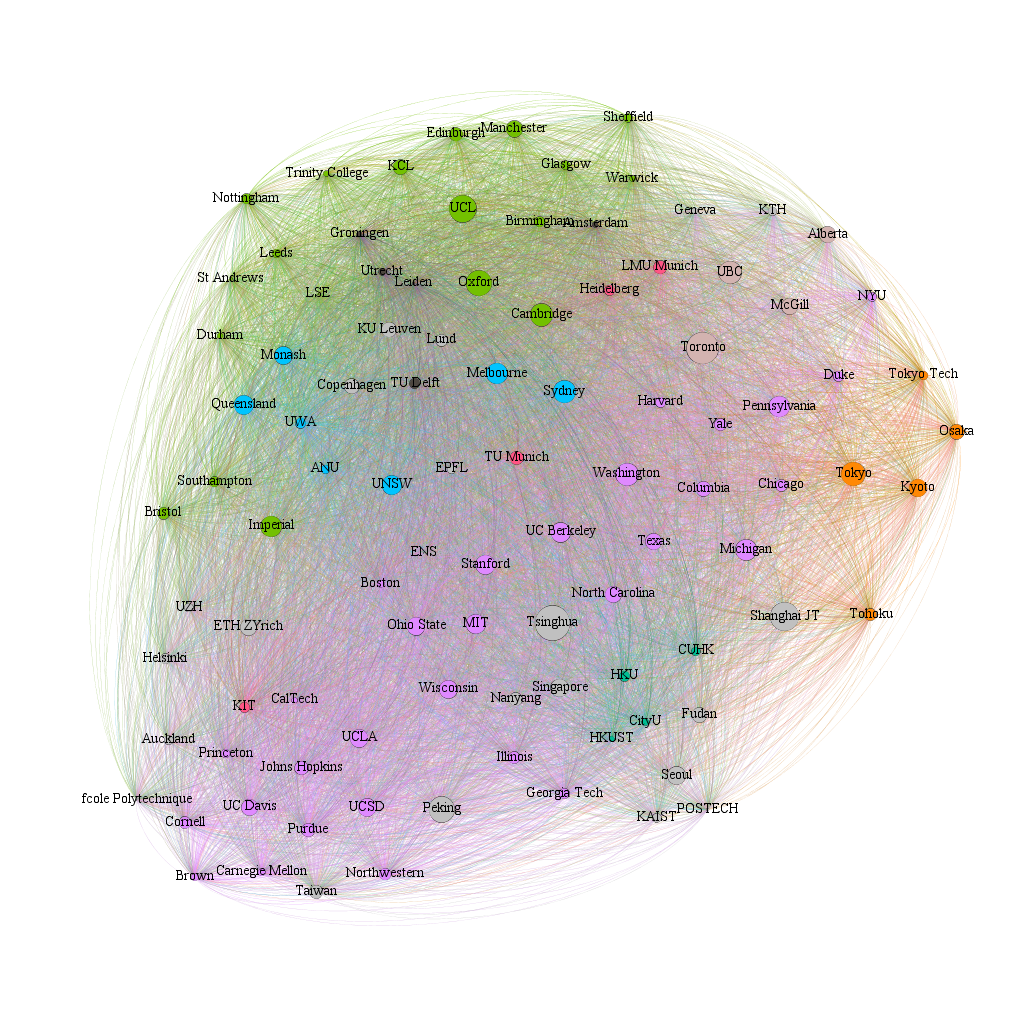 Sheffield
Edinburgh
Manchester
Glasgow
KCL
Trinity College
Warwick
Nottingham
UCL
Geneva
KTH
Birmingham
Amsterdam
Groningen
Alberta
Leeds
LMU Munich
Utrecht
UBC
St Andrews
Leiden
Oxford
Heidelberg
LSE
NYU
McGill
Cambridge
KU Leuven
Durham
Lund
Toronto
Monash
Melbourne
Tokyo Tech
Duke
Copenhagen
TU Delft
Sydney
Harvard
Queensland
Pennsylvania
UWA
Yale
Osaka
TU Munich
ANU
EPFL
Washington
Tokyo
Southampton
UNSW
Columbia
Chicago
Kyoto
Bristol
Imperial
UC Berkeley
Texas
Michigan
ENS
Stanford
Boston
North Carolina
UZH
ETH ZYrich
Ohio State
MIT
Tsinghua
Shanghai JT
Tohoku
CUHK
Helsinki
HKU
Wisconsin
Singapore
CalTech
Nanyang
KIT
Fudan
CityU
Auckland
UCLA
HKUST
Princeton
Illinois
Johns Hopkins
Seoul
Georgia Tech
fcole Polytechnique
UC Davis
UCSD
Peking
POSTECH
KAIST
Cornell
Purdue
Brown
Carnegie Mellon
Northwestern
Taiwan